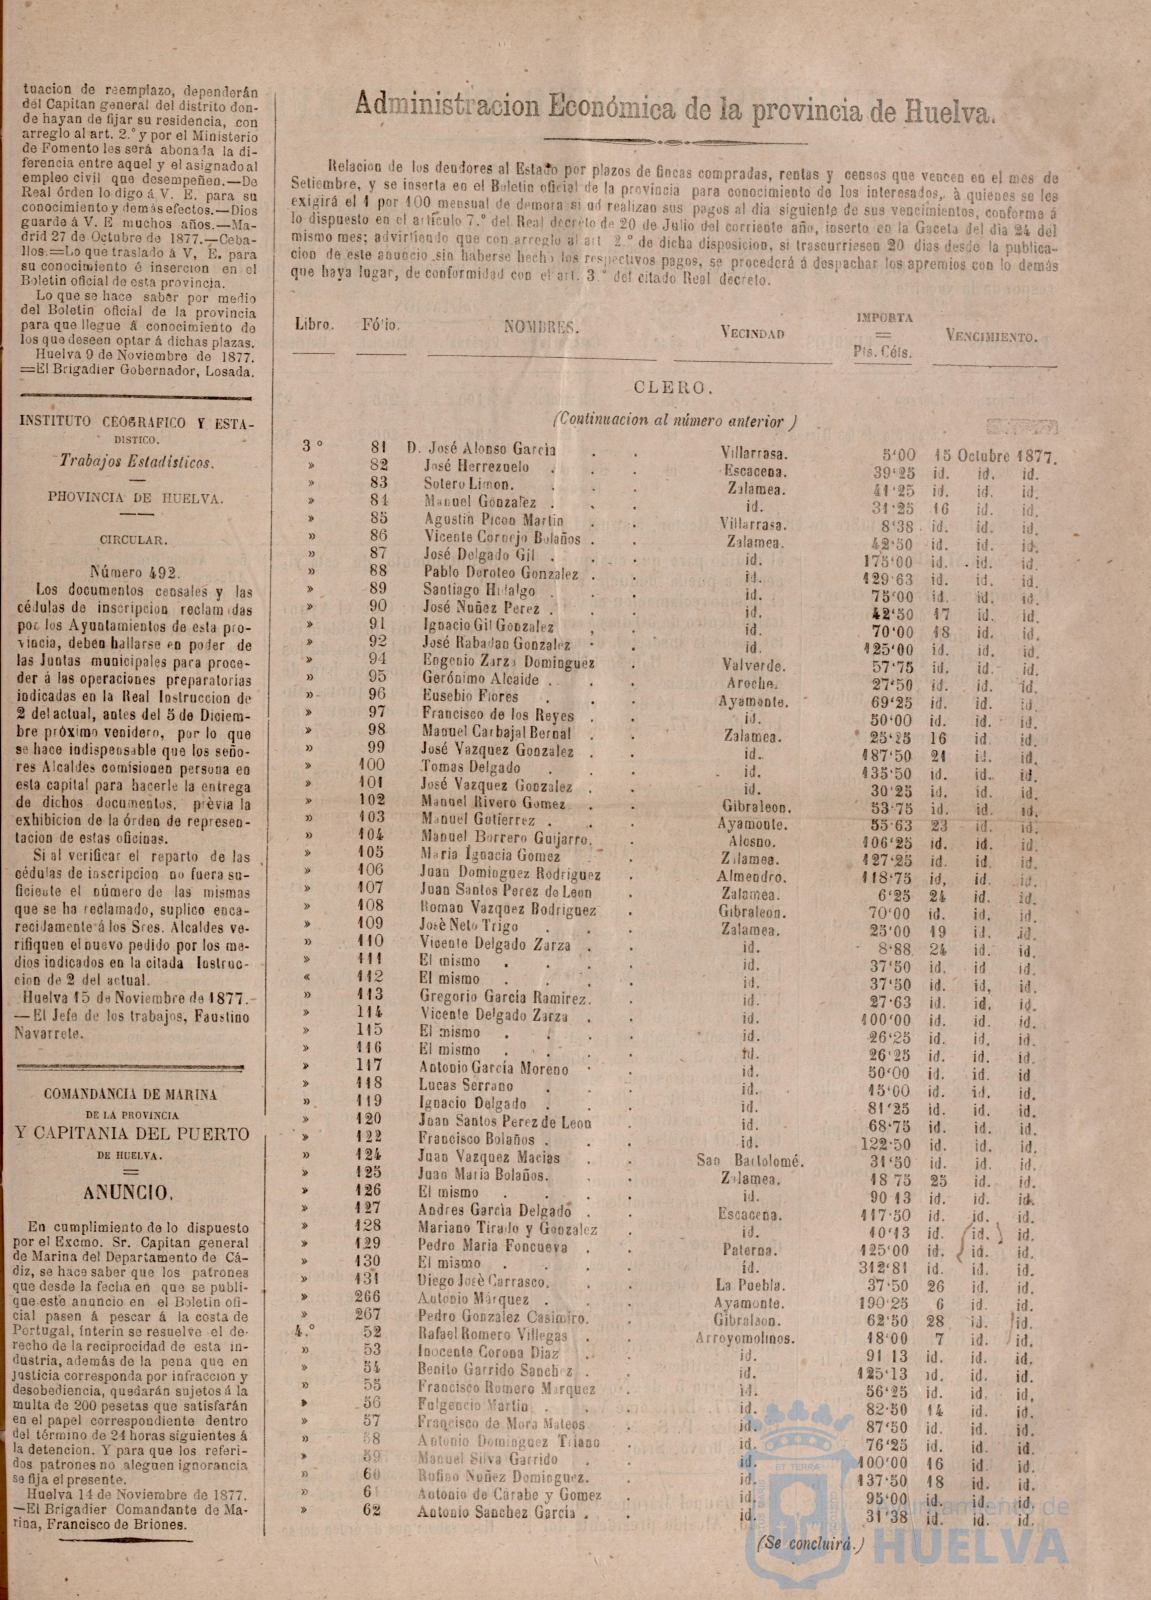 tuacion de reemplazo, dependerán
del Capitan general del distrito don-
de hayan de fijar su residencia, con
arreglo al art. 2.° y por el Ministerio
de Fomento les será abonada la di-
ferencia entre aquel y el asignado al
empleo civil que desempeñen.—De
Real órden lo digo á V. E. para su
conocimiento y demás efectos.—Dios
guarde á V. E muchos años.—Ma-
drid 27 de Octubre de 1877.—Ceba-
llos.=Lo que traslado á V, E. para
su conocimiento é insercion en el
Boletin oficial de esta provincia.
Lo que se hace saber por medio
del Boletin oficial de la provincia
para que llegue á conocimiento de
los que deseen optar á dichas plazas.
Huelva 9 de Noviembre de 1877.
=El Brigadier Gobernador, Losada.
INSTITUTO GEOGRAFICO Y ESTA-
DISTICO.
Trabajos Estadísticos.
PROVINCIA DE HUELVA.
CIRCULAR.
Número 492.
Los documentos censales y las
cédulas de inscripcion reclamadas
por los Ayuntamientos de esta pro-
vincia, deben hallarse en poder de
las Juntas municipales para proce-
der á las operaciones preparatorias
indicadas en la Real Instruccion de
2 del actual, antes del 5 de Diciem-
bre próximo venidero, por lo que
se hace indispensable que los seño-
res Alcaldes comisionen persona en
esta capital para hacerle la entrega
de dichos documentos, prévia la
exhibicion de la órden de represen-
tacion de estas oficinas.
Si al verificar el reparto de las
cédulas de inscripcion no fuera su-
ficiente el número de las mismas
que se ha reclamado, suplico enca-
recidamente á los Sres. Alcaldes ve-
rifiquen el nuevo pedido por los me-
dios indicados en la citada Instruc-
cion de 2 del actual.
Huelva 15 de Noviembre de 1877.
—El Jefe de los trabajos, Faustino
Navarrete.
COMANDANCIA DE MARINA
DE LA PROVINCIA
Y CAPITANIA DEL PUERTO
DE HUELVA.
ANUNCIO.
En cumplimiento de lo dispuesto
por el Excmo. Sr. Capitan general
de Marina del Departamento de Cá-
diz, se hace saber que los patrones
que desde la fecha en que se publi-
que este anuncio en el Boletin ofi-
cial pasen á pescar á la costa de
Portugal, ínterin se resuelve el de-
recho de la reciprocidad de esta in-
dustria, además de la pena que en
justicia corresponda por infraccion y
desobediencia, quedarán sujetos á la
multa de 200 pesetas que satisfarán
en el papel correspondiente dentro
del término de 24 horas siguientes á
la detencion. Y para que los referi-
dos patrones no aleguen ignorancia
se fija el presente.
Huelva 14 de Noviembre de 1877.
—El Brigadier Comandante de Ma-
rina, Francisco de Briones.
Administracion Económica de la provincia de Huelva.
Relacion de los deudores al Estado por plazos de fincas compradas, rentas y censos que vencen en el mes de
Setiembre, y se inserta en el Boletin oficial de la provincia para conocimiento de los interesados, á quienes se les
exigirá el 1 por 100 mensual de demora si no realizan sus pagos al dia siguiente de sus vencimientos, conforme á
lo dispuesto en el artículo 7.° del Real decreto de 20 de Julio del corriente año, inserto en la Gaceta del dia 24 del
mismo mes; advirtiendo que con arreglo al art 2.° de dicha disposicion, si trascurriesen 20 dias desde la publica-
cion de este anuncio sin haberse hecho los respectivos pagos, se procederá á despachar los apremios con lo demás
que haya lugar, de conformidad con el art. 3.° del citado Real decreto.
Libro. Fólio. NOMBRES. VECINDAD IMPORTA = Pts. Céts. VENCIMIENTO.
CLERO.
(Continuacion al número anterior)
3° 81 D. José Alonso Garcia . . Villarrasa. 5'00 15 Octubre 1877.
» 82 José Herrezuelo . . Escacena. 39'25 id. id. id.
» 83 Sotero Limon. . . Zalamea. 41'25 id. id. id.
» 84 Manuel Gonzalez . . id. 31'25 16 id. id.
» 85 Agustin Picon Martin . . Villarrasa. 8'38 id. id. id.
» 86 Vicente Cornejo Bolaños . . Zalamea. 42'50 id. id. id.
» 87 José Delgado Gil . . id. 175'00 id. id. id.
» 88 Pablo Doroteo Gonzalez . . id. 129'63 id. id. id.
» 89 Santiago Hidalgo . . id. 75'00 id. id. id.
» 90 José Nuñez Perez . . id. 42'50 17 id. id.
» 91 Ignacio Gil Gonzalez . . id. 70'00 18 id. id.
» 92 José Rabadan Gonzalez . . id. 125'00 id. id. id.
» 94 Eugenio Zarza Dominguez . Valverde. 57'75 id. id. id.
» 95 Gerónimo Alcaide . . . Aroche. 27'50 id. id. id.
» 96 Eusebio Flores . . Ayamonte. 69'25 id. id. id.
» 97 Francisco de los Reyes . . id. 50'00 id. id. id.
» 98 Manuel Carbajal Bernal . . Zalamea. 25'25 16 id id.
» 99 José Vazquez Gonzalez . . id. 187'50 21 id. id.
» 100 Tomas Delgado . . id. 135'50 id. id. id.
» 101 José Vazquez Gonzalez . . id. 30'25 id. id. id.
» 102 Manuel Rivero Gomez . . Gibraleon. 53'75 id. id. id.
» 103 Manuel Gutierrez . . . Ayamonte. 55'63 23 id. id.
» 104 Manuel Borrero Guijarro. . Alosno. 106'25 id. id. id.
» 105 Maria Ignacia Gomez . . Zalamea. 127'25 id. id. id.
» 106 Juan Dominguez Rodriguez . Almendro. 118'75 id, id. id.
» 107 Juan Santos Perez de Leon . Zalamea. 6'25 24 id. id.
» 108 Roman Vazquez Rodriguez . Gibraleon. 70'00 id. id. id.
» 109 José Neto Trigo . . Zalamea. 25'00 19 id. id.
» 110 Vicente Delgado Zarza . . id. 8'88 24 id. id.
» 111 El mismo . . . id. 37'50 id. id id.
« 112 El mismo . . . id. 37'50 id. id, id.
» 113 Gregorio García Ramirez. . id. 27'63 id. id. id.
» 114 Vicente Delgado Zarza . . id. 100'00 id. id. id.
» 115 El mismo . . . id. 26'25 id. id. id.
» 116 El mismo . . . id. 26'25 id. id. id.
» 117 Antonio García Moreno . . id. 50'00 id. id. id
» 118 Lucas Serrano . . id. 15'00 id. id. id.
» 119 Ignacio Delgado . . . id. 81'25 id. id. id.
» 120 Juan Santos Perez de Leon . id. 68'75 id. id. id.
» 122 Francisco Bolaños . . . id. 122'50 id. id. id.
» 124 Juan Vazquez Macias . . San Bartolomé. 31'50 id. id. id.
» 125 Juan Maria Bolaños. . . Zalamea. 18 75 25 id. id.
» 126 El mismo . . . id. 90 13 id. id. id.
» 127 Andres Garcia Delgado . . Escacena. 117'50 id. id. id.
» 128 Mariano Tirado y Gonzalez . id. 10'13 id. id. id.
» 129 Pedro Maria Foncueva . . Paterna. 125'00 id. id. id.
» 130 El mismo . . . id. 312'81 id. id. id.
» 131 Diego José Carrasco. . . La Puebla. 37'50 26 id. id.
» 266 Antonio Márquez . . . Ayamonte. 190'25 6 id. id.
» 267 Pedro Gonzalez Casimiro. . Gibraleon. 62'50 28 id. id.
4.° 52 Rafael Romero Villegas . . Arroyomolinos. 18'00 7 id. id.
» 53 Inocente Corona Diaz . . id. 91 13 id. id. id.
» 54 Benito Garrido Sanchez . . id. 125'13 id. id. id.
» 55 Francisco Romero Marquez . id. 56'25 id. id. id.
» 56 Fulgencio Martin . . id. 82'50 14 id. id.
» 57 Francisco de Mora Mateos . id. 87'50 id. id. id.
» 58 Antonio Dominguez Triano . id. 76'25 id. id. id.
» 59 Manuel Silva Garrido . . id. 100'00 16 id. id.
» 60 Rufino Nuñez Dominguez. . id. 137'50 18 id. id.
» 61 Antonio de Cárabe y Gomez . id. 95'00 id. id. id.
» 62 Antonio Sanchez García . . id. 31'38 id. id. id.
(Se concluirá.)
Ayuntamiento de
HUELVA